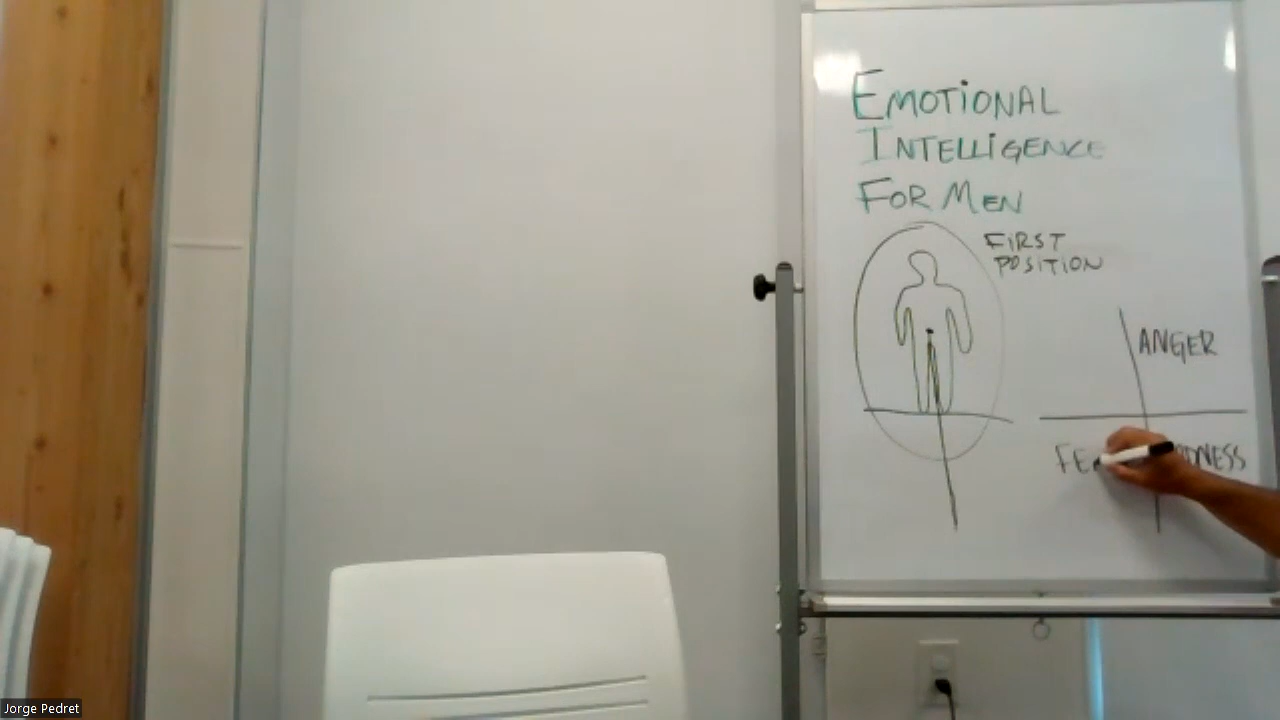 EMOTIONAL
INTELLIGENCE
FOR MEN
FIRST
POSITION
ANGER
Jorge Pedret